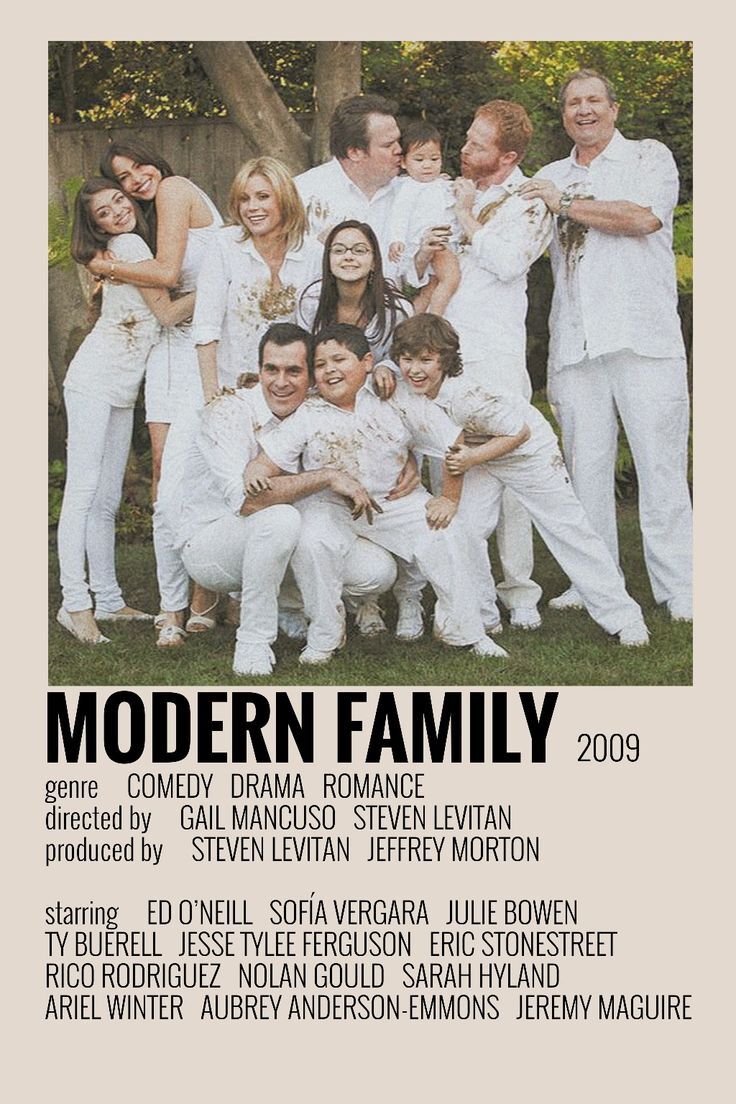 MODERN FAMILY 2009
genre COMEDY DRAMA ROMANCE
directed by GAIL MANCUSO STEVEN LEVITAN
produced by STEVEN LEVITAN JEFFREY MORTON
starring ED O'NEILL SOFÍA VERGARA JULIE BOWEN
TY BUERELL JESSE TYLEE FERGUSON ERIC STONESTREET
RICO RODRIGUEZ NOLAN GOULD SARAH HYLAND
ARIEL WINTER AUBREY ANDERSON-EMMONS JEREMY MAGUIRE